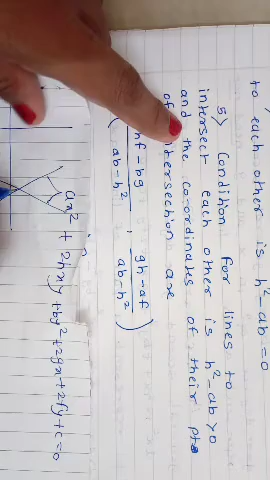 to each other is h²-ab=0
5> Condition for lines to
intersect each other is h²-ab>0
and the co-ordinates of their pts
of intersection are
(hf-bg/ab-h², gh-af/ab-h²)
ax² + 2hxy + by² + 2gx + 2fy + c = 0